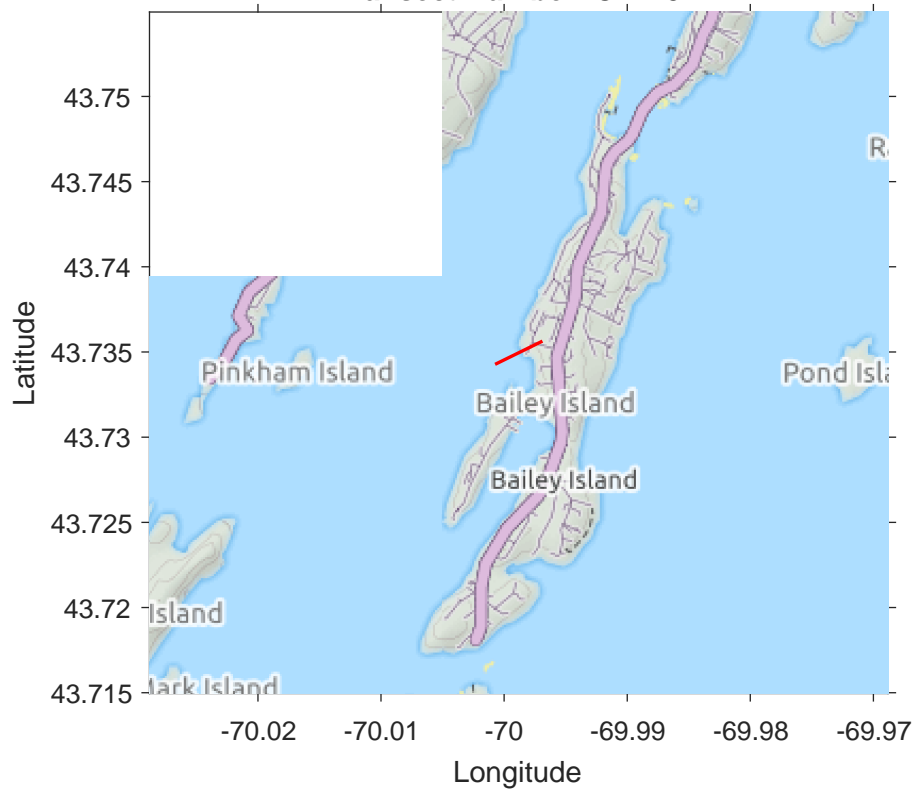 43.75
43.745
43.74
43.735
43.73
43.725
43.72
43.715
Latitude
Pinkham Island
Pond Isla
Bailey Island
Bailey Island
Island
Mark Island
-70.02
-70.01
-70
-69.99
-69.98
-69.97
Longitude